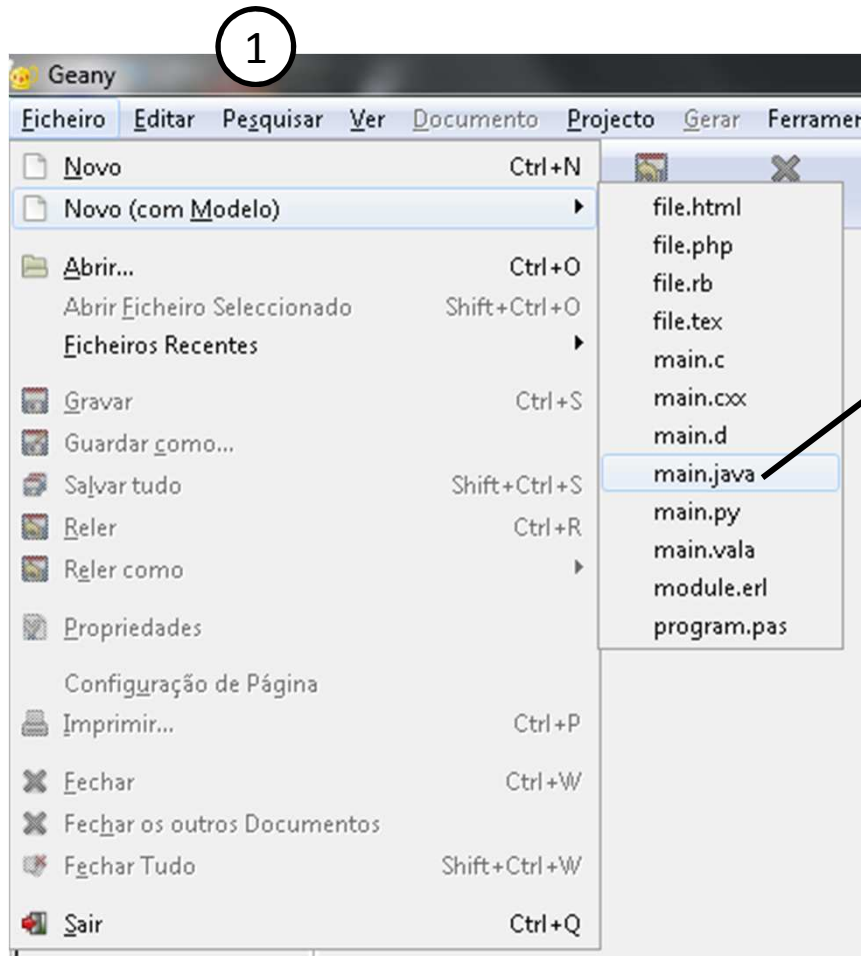 1
Geany
Ficheiro Editar Pesquisar Ver Documento Projecto Gerar
Novo Ctrl+N
Novo (com Modelo)
Abrir... Ctrl+O
Abrir Ficheiro Seleccionado Shift+Ctrl+O
Ficheiros Recentes
Gravar Ctrl+S
Guardar como...
Salvar tudo Shift+Ctrl+S
Reler Ctrl+R
Reler como
Propriedades
Configuração de Página
Imprimir... Ctrl+P
Fechar Ctrl+W
Fechar os outros Documentos
Fechar Tudo Shift+Ctrl+W
Sair Ctrl+Q
file.html
file.php
file.rb
file.tex
main.c
main.cxx
main.d
main.java
main.py
main.vala
module.erl
program.pas